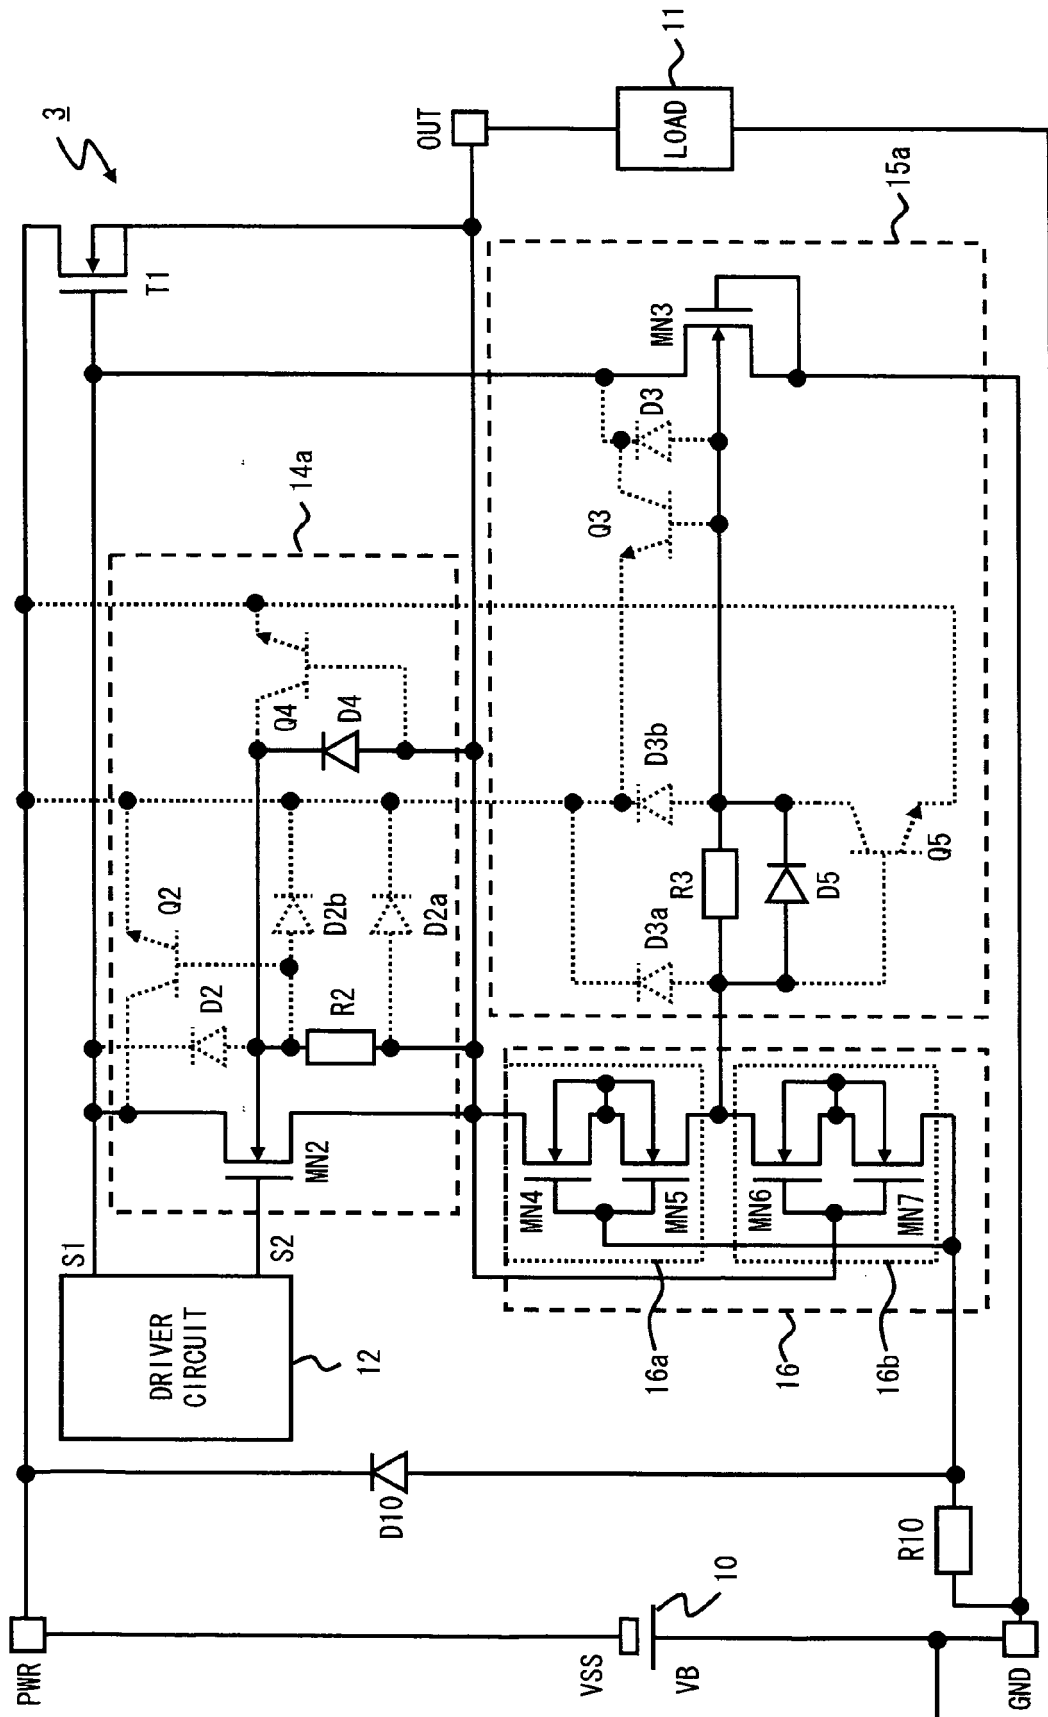 3
PWR
DRIVER
CIRCUIT
12
S1
S2
14a
T1
OUT
11
LOAD
15a
Q2
D2
D2b
D2a
R2
Q4
D4
MN2
D10
VSS
VB
10
R10
GND
MN4
MN5
MN6
MN7
16a
16
16b
D3a
D3b
R3
D5
Q5
Q3
D3
MN3